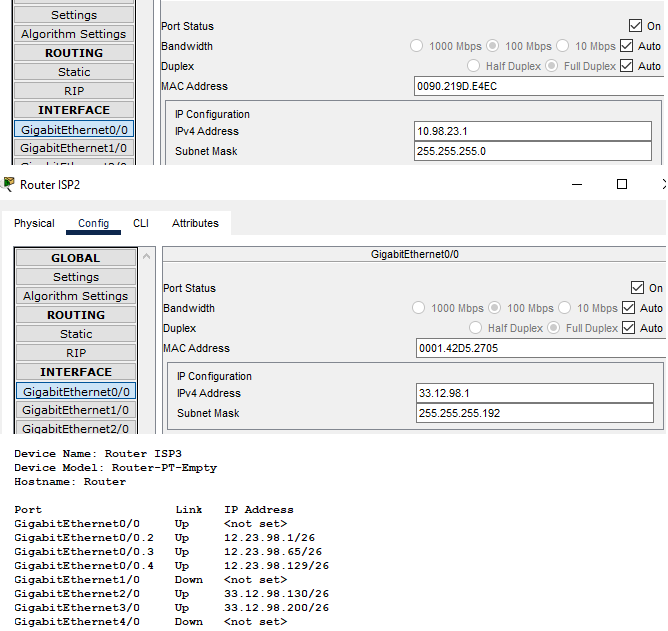 Settings
Algorithm Settings
ROUTING
Static
RIP
INTERFACE
GigabitEthernet0/0
GigabitEthernet1/0
Port Status On
Bandwidth 1000 Mbps 100 Mbps 10 Mbps Auto
Duplex Half Duplex Full Duplex Auto
MAC Address 0090.219D.E4EC
IP Configuration
IPv4 Address 10.98.23.1
Subnet Mask 255.255.255.0
Router ISP2
Physical Config CLI Attributes
GLOBAL
Settings
Algorithm Settings
ROUTING
Static
RIP
INTERFACE
GigabitEthernet0/0
GigabitEthernet1/0
GigabitEthernet2/0
GigabitEthernet0/0
Port Status On
Bandwidth 1000 Mbps 100 Mbps 10 Mbps Auto
Duplex Half Duplex Full Duplex Auto
MAC Address 0001.42D5.2705
IP Configuration
IPv4 Address 33.12.98.1
Subnet Mask 255.255.255.192
Device Name: Router ISP3
Device Model: Router-PT-Empty
Hostname: Router
Port Link IP Address
GigabitEthernet0/0 Up <not set>
GigabitEthernet0/0.2 Up 12.23.98.1/26
GigabitEthernet0/0.3 Up 12.23.98.65/26
GigabitEthernet0/0.4 Up 12.23.98.129/26
GigabitEthernet1/0 Down <not set>
GigabitEthernet2/0 Up 33.12.98.130/26
GigabitEthernet3/0 Up 33.12.98.200/26
GigabitEthernet4/0 Down <not set>